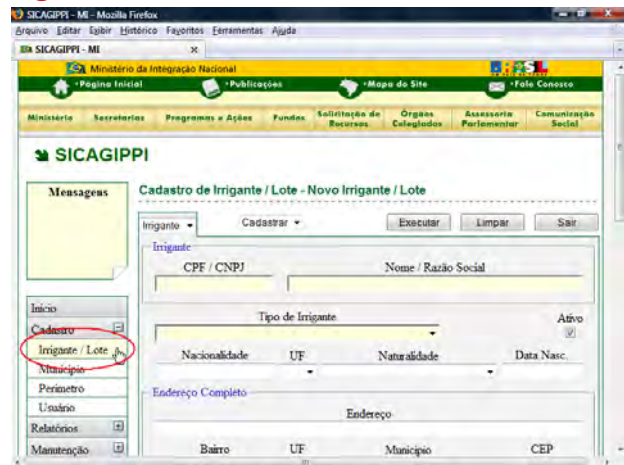 SICAGIPPI - MI - Mozilla Firefox
Arquivo Editar Exibir Histórico Favoritos Ferramentas Ajuda
SICAGIPPI - MI ×
Ministério da Integração Nacional BRASIL
Página Inicial Publicações Mapa do Site Fale Conosco
Ministério Secretarias Programas e Ações Fundos Solicitação de Recursos Órgãos Colegiados Assessoria Parlamentar Comunicação Social
SICAGIPPI
Mensagens
Cadastro de Irrigante / Lote - Novo Irrigante / Lote
Irrigante Cadastrar Executar Limpar Sair
Irrigante
CPF / CNPJ Nome / Razão Social
Início
Cadastro
Irrigante / Lote
Município
Perímetro
Usuário
Relatórios
Manutenção
Tipo de Irrigante Ativo
Nacionalidade UF Naturalidade Data Nasc.
Endereço Completo
Endereço
Bairro UF Município CEP